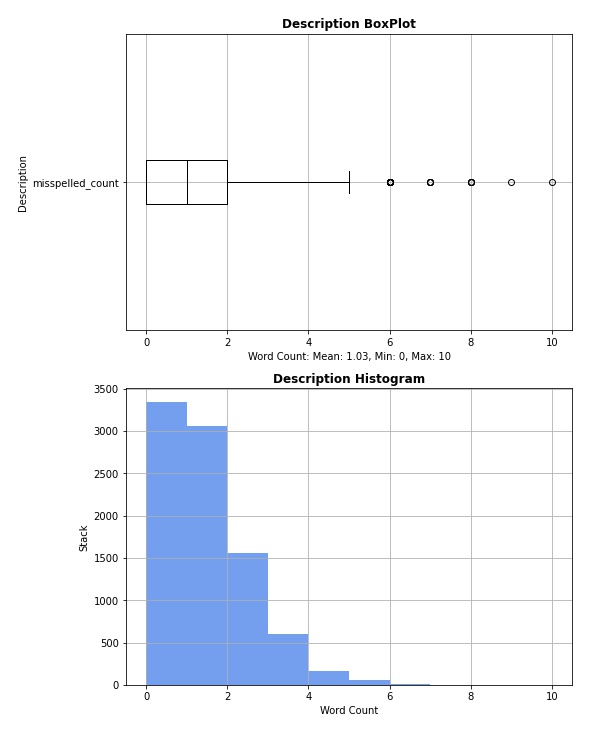 Description BoxPlot
Description
misspelled_count
0 2 4 6 8 10
Word Count: Mean: 1.03, Min: 0, Max: 10
Description Histogram
3500
3000
2500
2000
1500
1000
500
0
Stack
0 2 4 6 8 10
Word Count